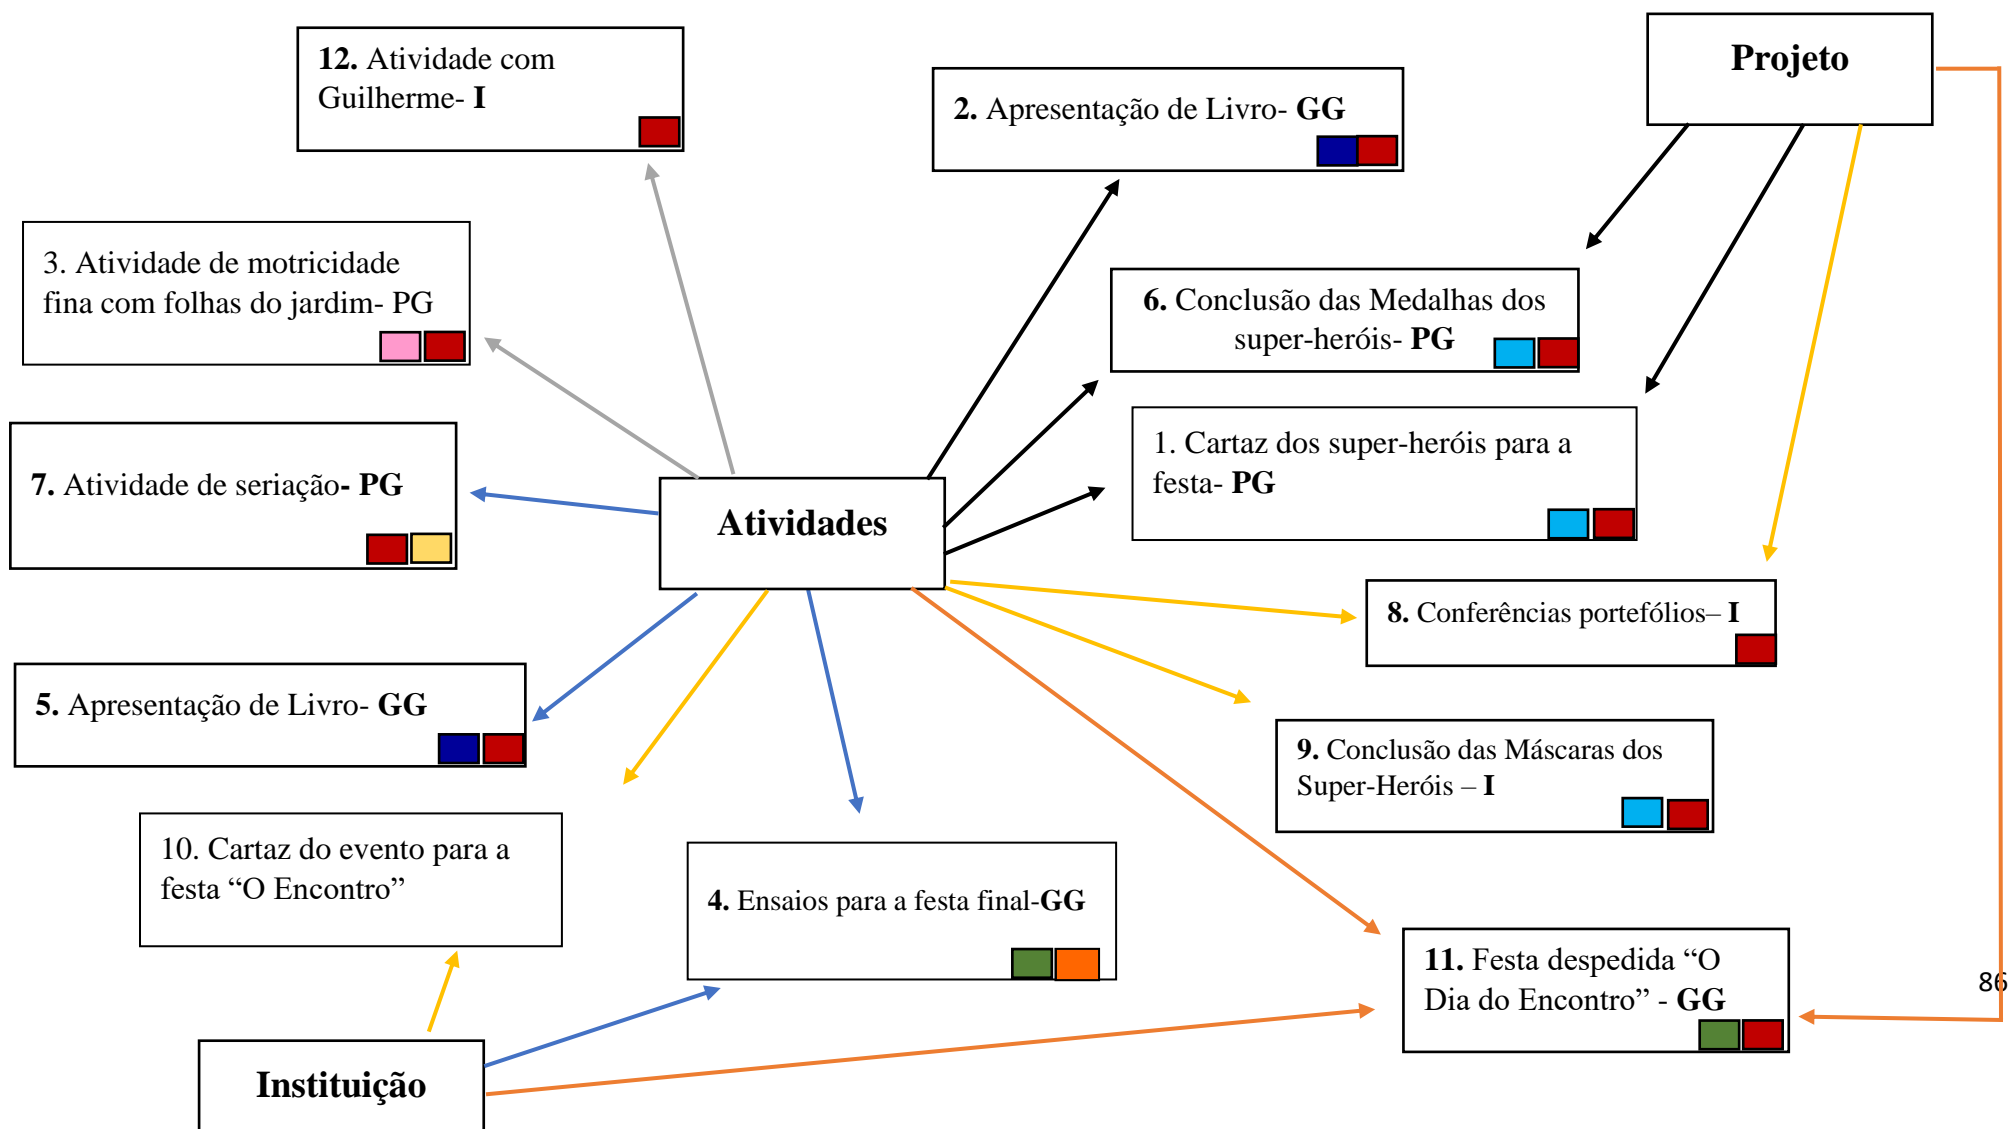 12. Atividade com
Guilherme- I
2. Apresentação de Livro- GG
Projeto
3. Atividade de motricidade
fina com folhas do jardim- PG
6. Conclusão das Medalhas dos
super-heróis- PG
7. Atividade de seriação- PG
Atividades
1. Cartaz dos super-heróis para a
festa- PG
8. Conferências portefólios– I
5. Apresentação de Livro- GG
9. Conclusão das Máscaras dos
Super-Heróis – I
10. Cartaz do evento para a
festa “O Encontro”
4. Ensaios para a festa final-GG
11. Festa despedida “O
Dia do Encontro” - GG
86
Instituição